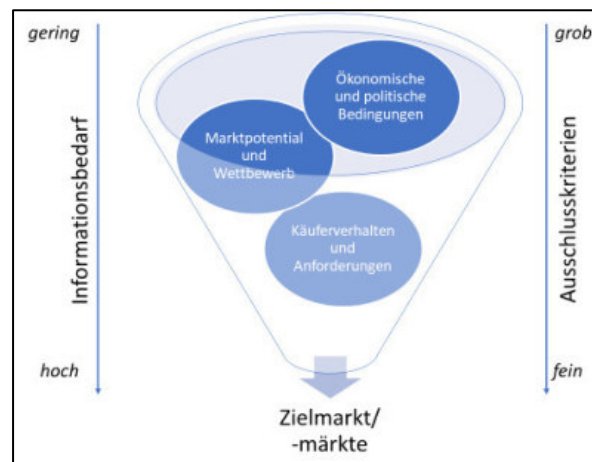 gering
grob
Ökonomische
und politische
Bedingungen
Marktpotential
und
Wettbewerb
Käuferverhalten
und
Anforderungen
Informationsbedarf
Ausschlusskriterien
hoch
fein
Zielmarkt/
-märkte